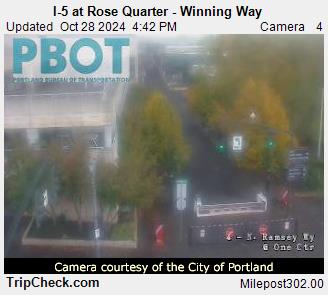 I-5 at Rose Quarter - Winning Way
Updated Oct 28 2024 4:42 PM Camera 4
PBOT
PORTLAND BUREAU OF TRANSPORTATION
4 - N. Ramsey Wy
@ One Ctr
Camera courtesy of the City of Portland
TripCheck.com Milepost302.00